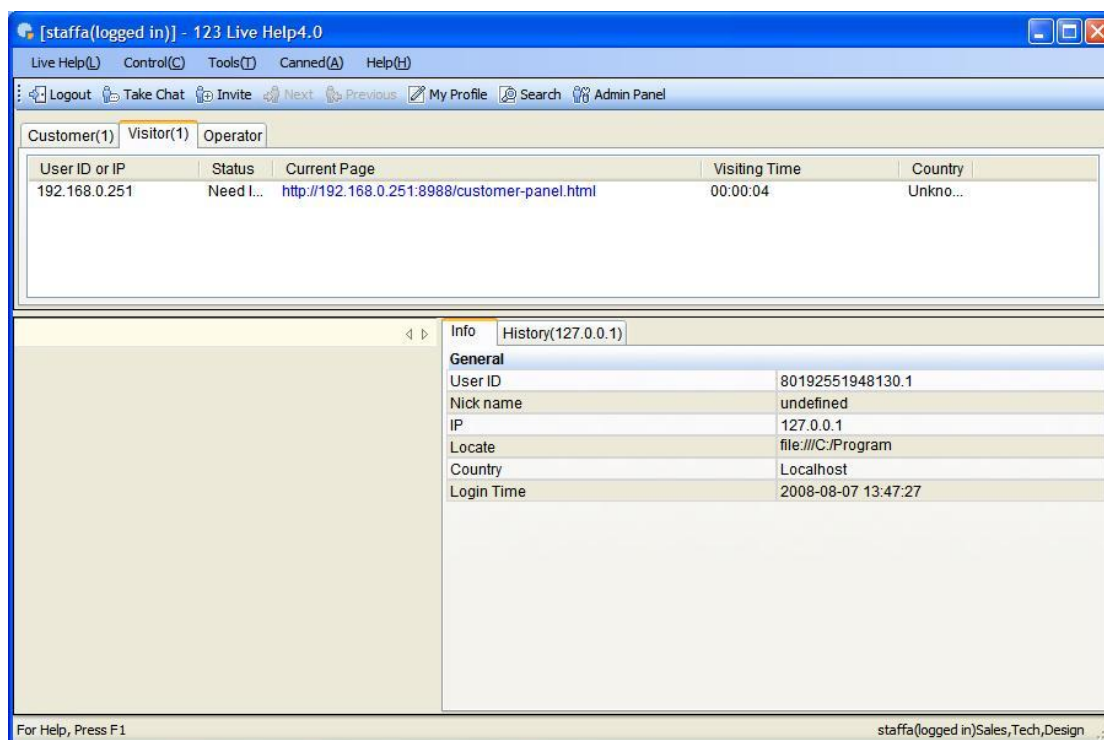 [staffa(logged in)] - 123 Live Help4.0
Live Help(L) Control(C) Tools(T) Canned(A) Help(H)
Logout Take Chat Invite Next Previous My Profile Search Admin Panel
Customer(1) Visitor(1) Operator
User ID or IP Status Current Page Visiting Time Country
192.168.0.251 Need I... http://192.168.0.251:8988/customer-panel.html 00:00:04 Unkno...
Info History(127.0.0.1)
General
User ID 80192551948130.1
Nick name undefined
IP 127.0.0.1
Locate file:///C:/Program
Country Localhost
Login Time 2008-08-07 13:47:27
For Help, Press F1 staffa(logged in)Sales,Tech,Design